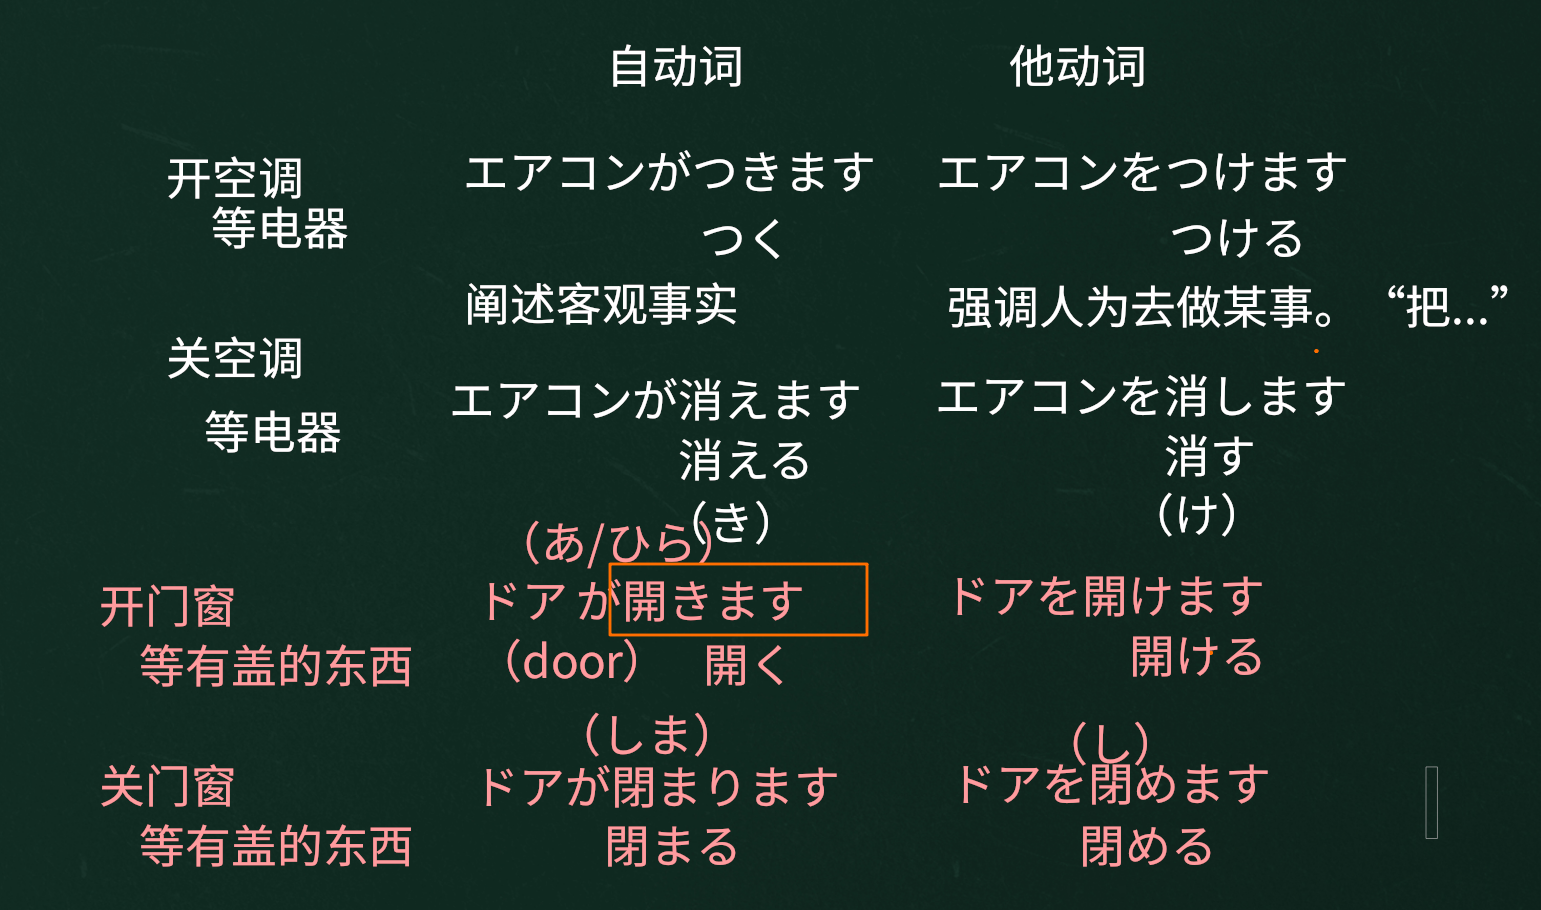 自动词 他动词
开空调 エアコンがつきます エアコンをつけます
等电器 つく つける
阐述客观事实 强调人为去做某事。 “把...”
关空调
エアコンが消えます エアコンを消します
等电器 消える 消す
（き） （け）
（あ/ひら）
开门窗 ドア が開きます ドアを開けます
等有盖的东西 （door） 開く 開ける
（しま） （し）
关门窗 ドアが閉まります ドアを閉めます
等有盖的东西 閉まる 閉める